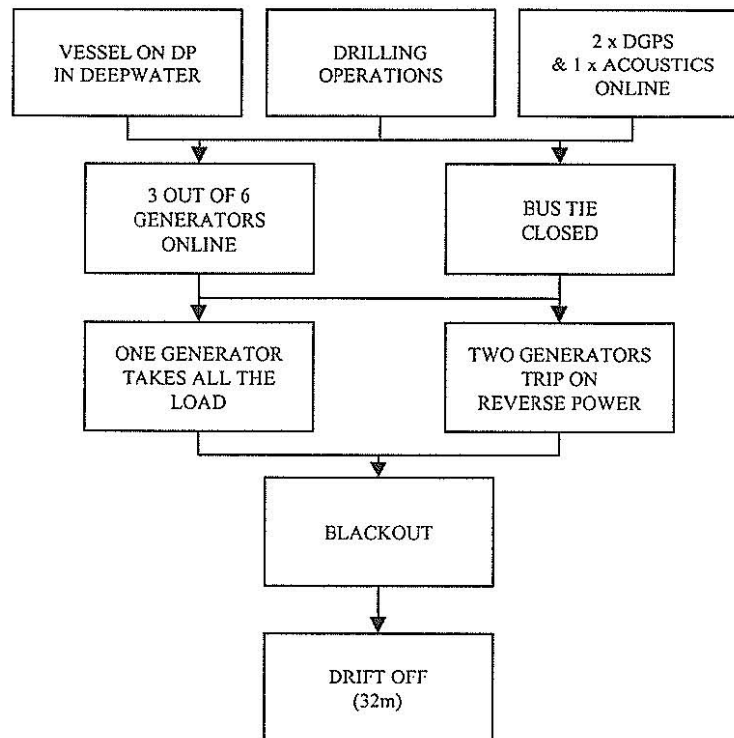 VESSEL ON DP
IN DEEPWATER
DRILLING
OPERATIONS
2 x DGPS
& 1 x ACOUSTICS
ONLINE
3 OUT OF 6
GENERATORS
ONLINE
BUS TIE
CLOSED
ONE GENERATOR
TAKES ALL THE
LOAD
TWO GENERATORS
TRIP ON
REVERSE POWER
BLACKOUT
DRIFT OFF
(32m)